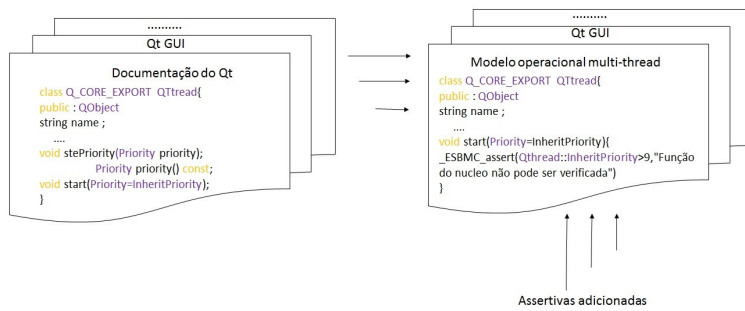 ..........
Qt GUI
Documentação do Qt
class Q_CORE_EXPORT QTtread{
public : QObject
string name ;
....
void stePriority(Priority priority);
Priority priority() const;
void start(Priority=InheritPriority);
}
..........
Qt GUI
Modelo operacional multi-thread
class Q_CORE_EXPORT QTtread{
public : QObject
string name ;
....
void start(Priority=InheritPriority){
_ESBMC_assert(Qthread::InheritPriority>9,"Função
do nucleo não pode ser verificada")
}
Assertivas adicionadas